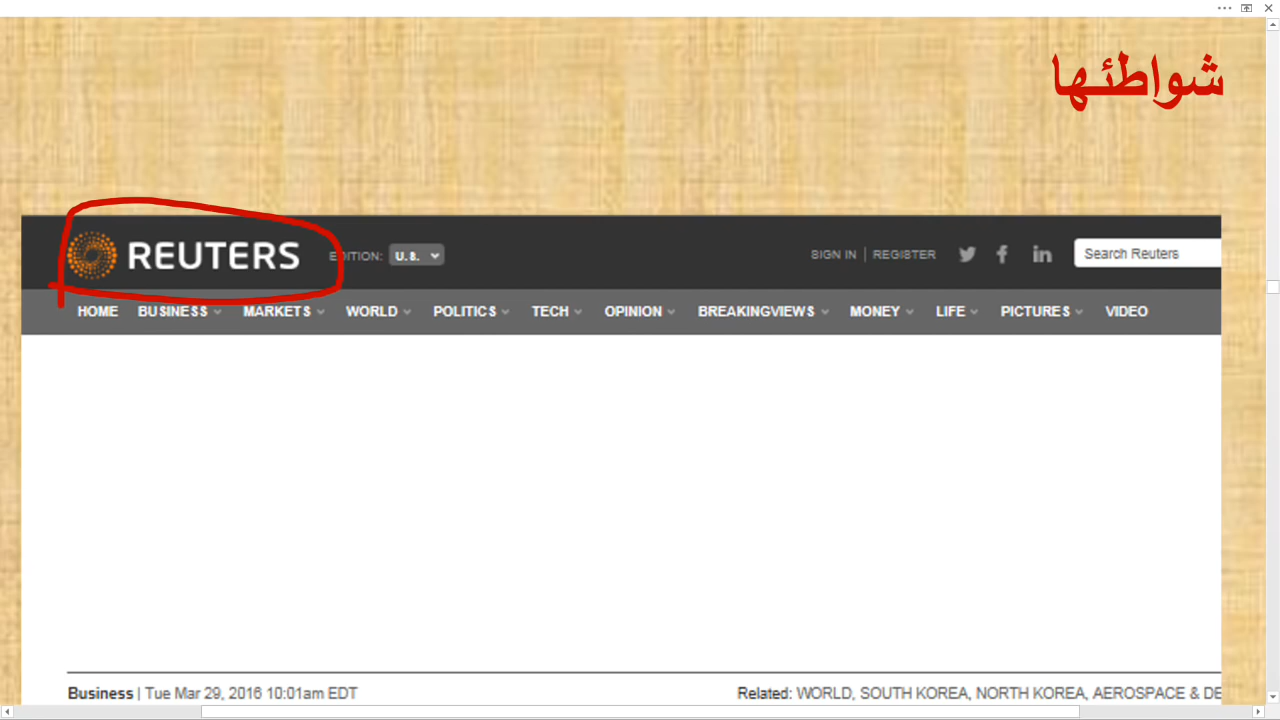 شواطئها
REUTERS EDITION: U.S. SIGN IN | REGISTER Search Reuters
HOME BUSINESS MARKETS WORLD POLITICS TECH OPINION BREAKINGVIEWS MONEY LIFE PICTURES VIDEO
Business | Tue Mar 29, 2016 10:01am EDT Related: WORLD, SOUTH KOREA, NORTH KOREA, AEROSPACE & DE